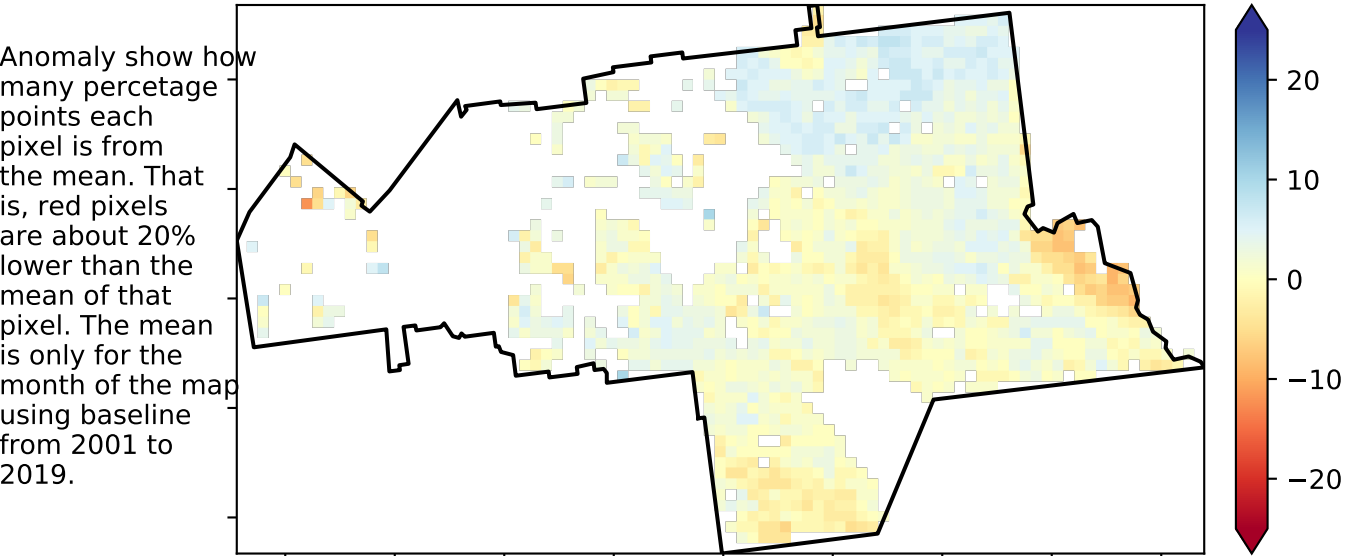 Anomaly show how
many percetage
points each
pixel is from
the mean. That
is, red pixels
are about 20%
lower than the
mean of that
pixel. The mean
is only for the
month of the map
using baseline
from 2001 to
2019.
20
10
0
−10
−20